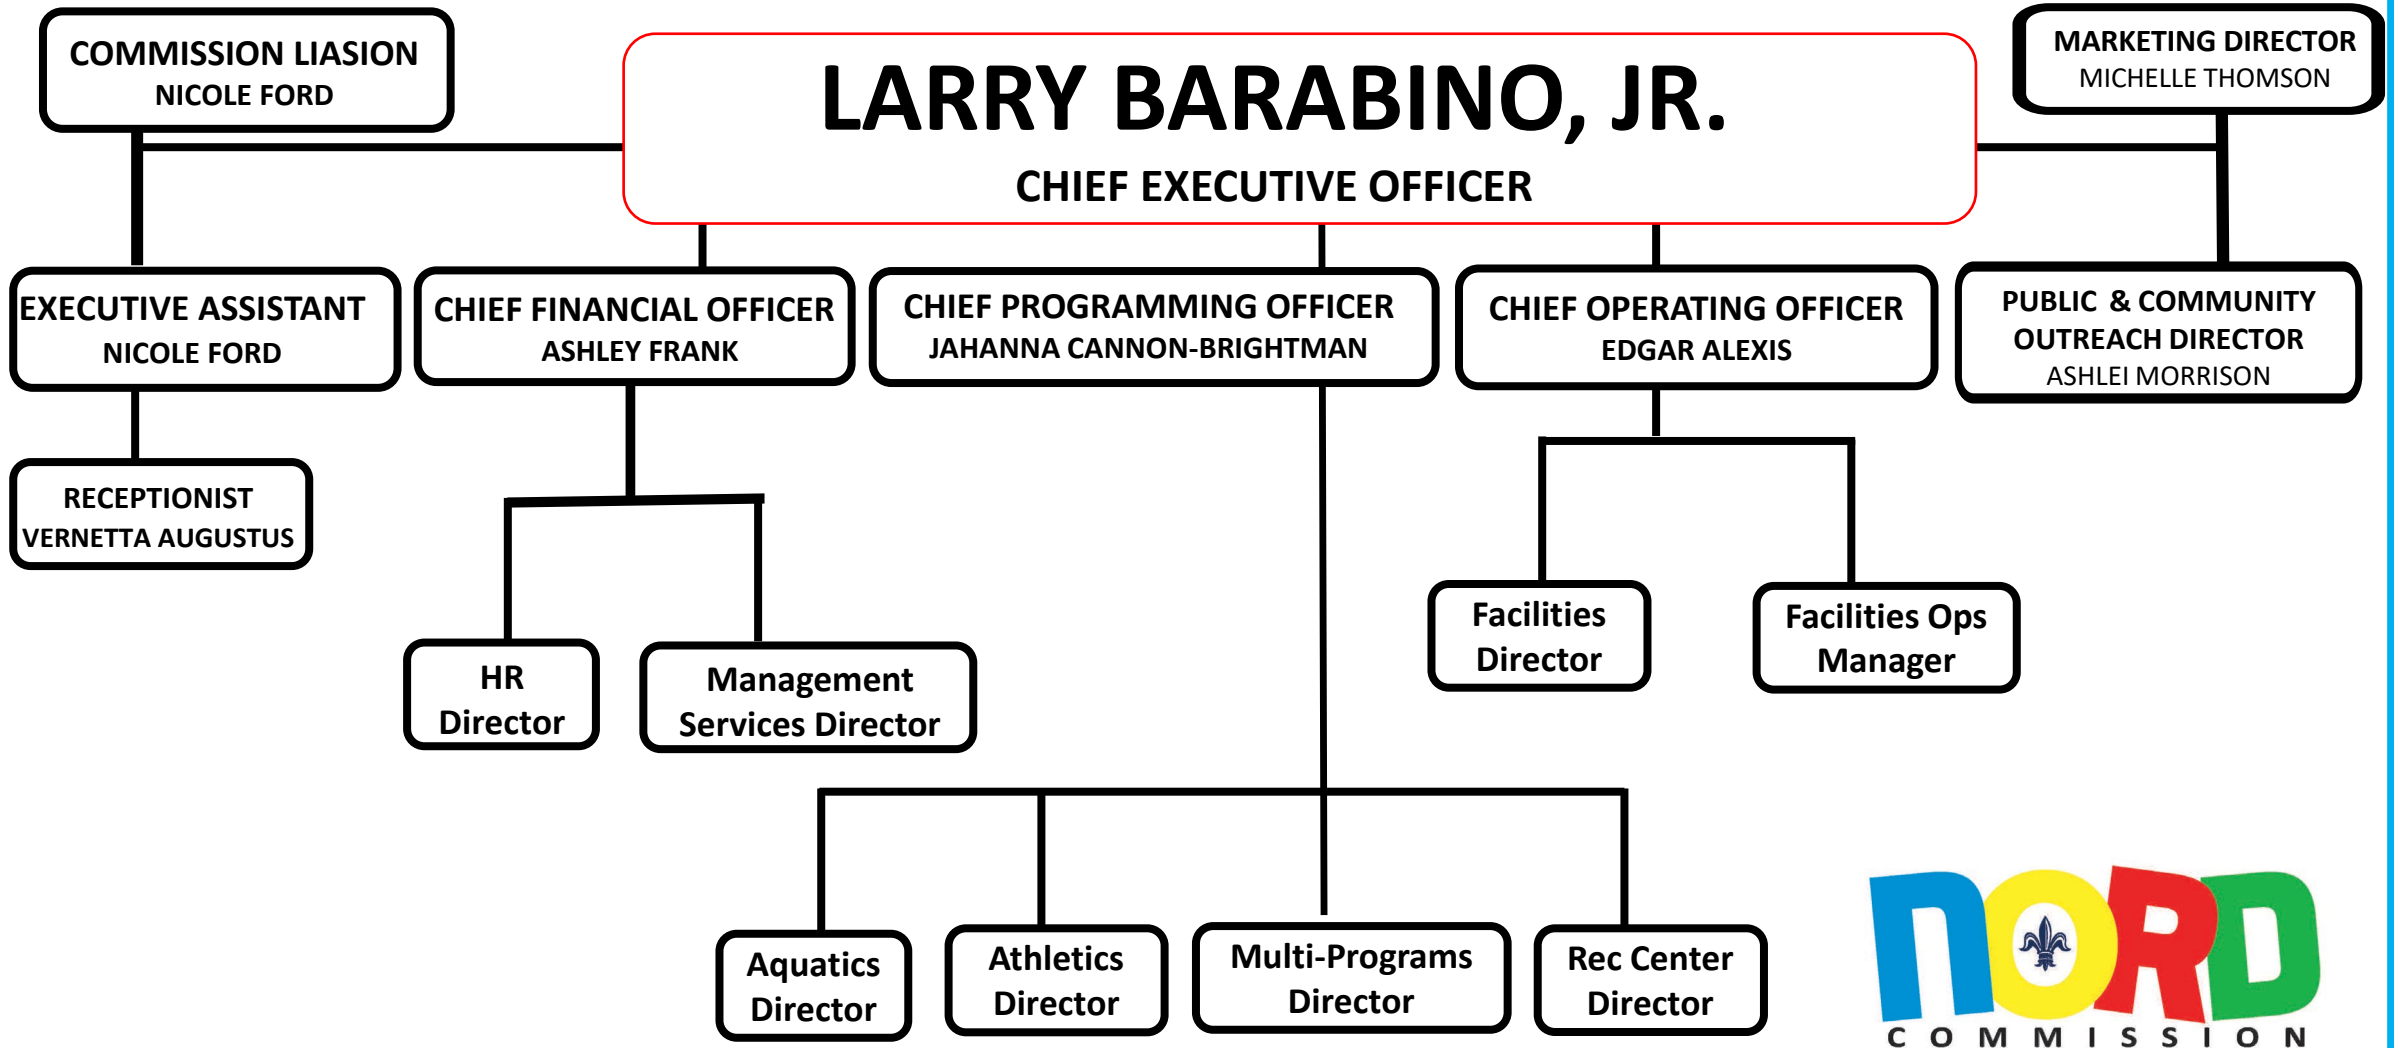 COMMISSION LIASION
NICOLE FORD
LARRY BARABINO, JR.
CHIEF EXECUTIVE OFFICER
MARKETING DIRECTOR
MICHELLE THOMSON
EXECUTIVE ASSISTANT
NICOLE FORD
CHIEF FINANCIAL OFFICER
ASHLEY FRANK
CHIEF PROGRAMMING OFFICER
JAHANNA CANNON-BRIGHTMAN
CHIEF OPERATING OFFICER
EDGAR ALEXIS
PUBLIC & COMMUNITY
OUTREACH DIRECTOR
ASHLEI MORRISON
RECEPTIONIST
VERNETTA AUGUSTUS
HR
Director
Management
Services Director
Facilities
Director
Facilities Ops
Manager
Aquatics
Director
Athletics
Director
Multi-Programs
Director
Rec Center
Director
NORD
COMMISSION